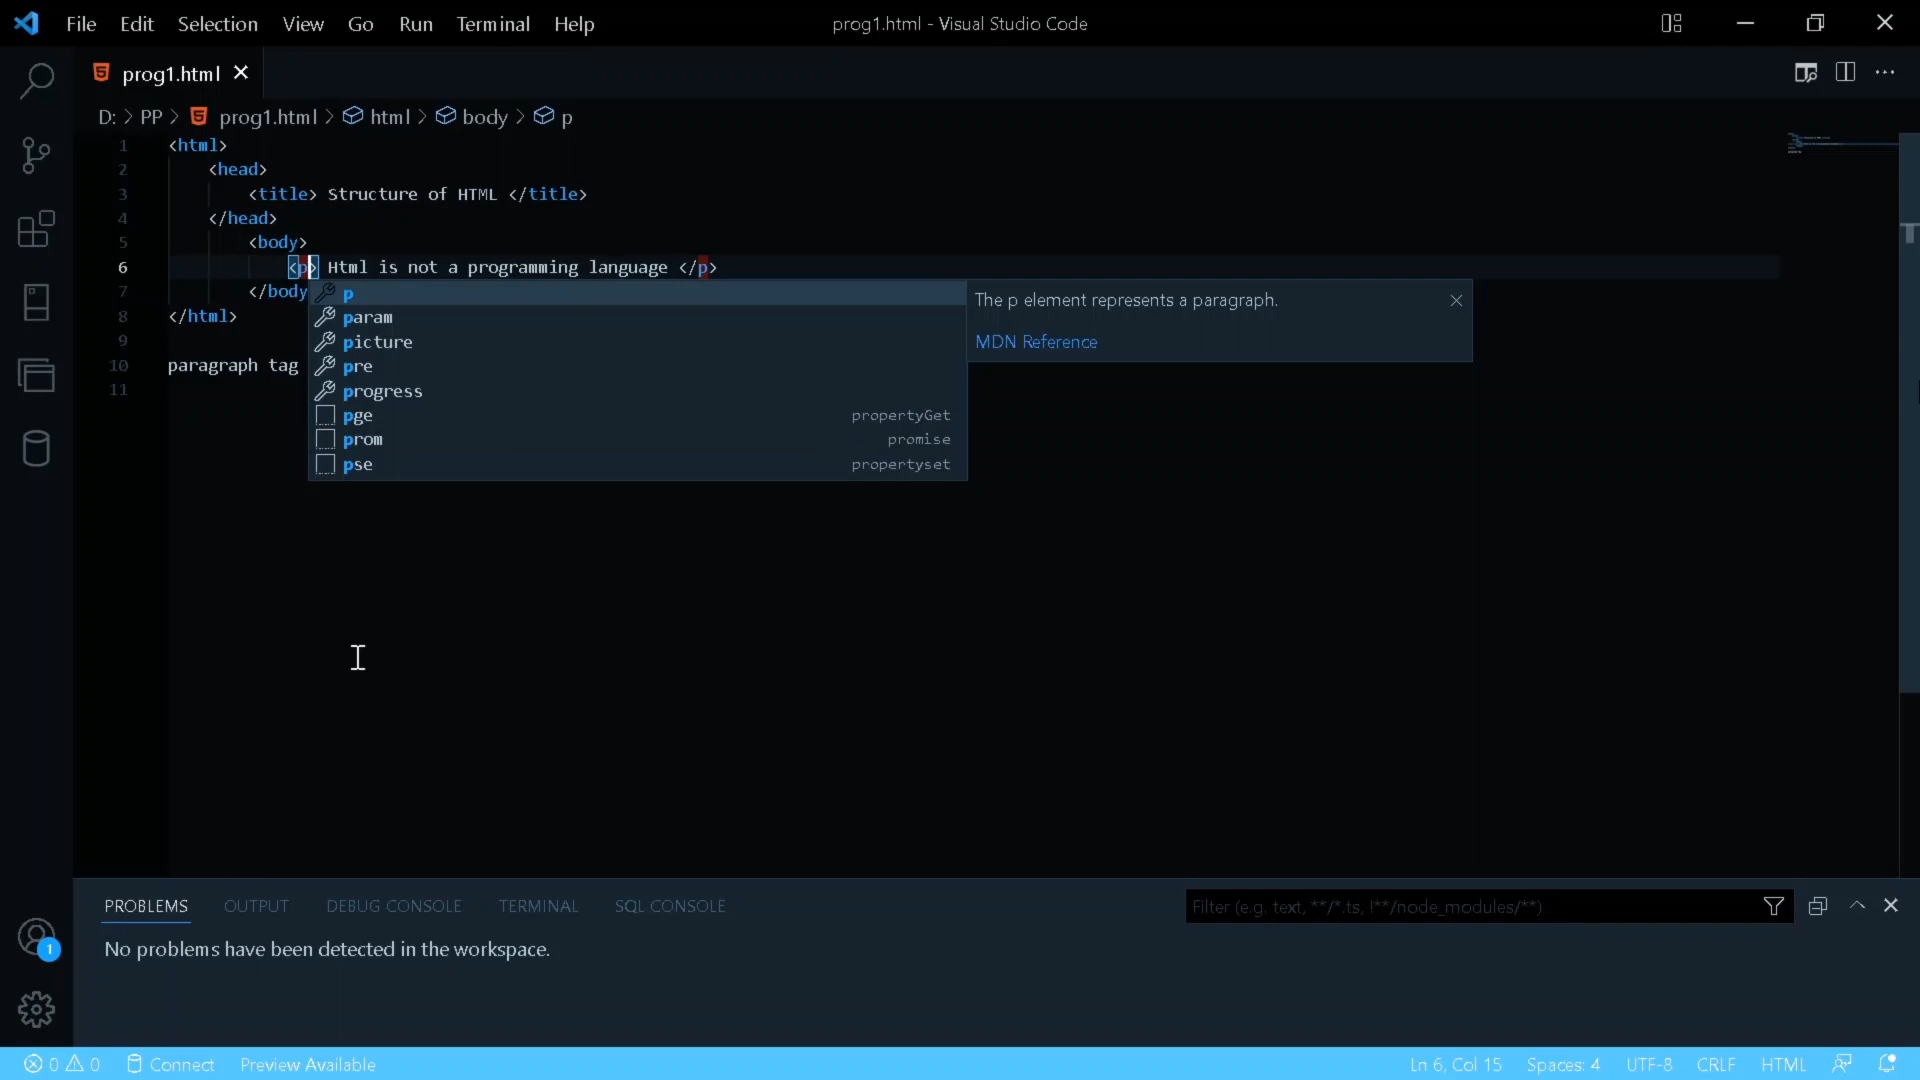 File Edit Selection View Go Run Terminal Help prog1.html - Visual Studio Code
prog1.html
D: > PP > prog1.html > html > body > p
1 <html>
2 <head>
3 <title> Structure of HTML </title>
4 </head>
5 <body>
6 <p> Html is not a programming language </p>
7 </body
8 </html>
9
10 paragraph tag
11
p
param
picture
pre
progress
pge propertyGet
prom promise
pse propertyset
The p element represents a paragraph.
MDN Reference
PROBLEMS OUTPUT DEBUG CONSOLE TERMINAL SQL CONSOLE Filter (e.g. text, **/*.ts, !**/node_modules/**)
No problems have been detected in the workspace.
1
0 0 Connect Preview Available Ln 6, Col 15 Spaces: 4 UTF-8 CRLF HTML